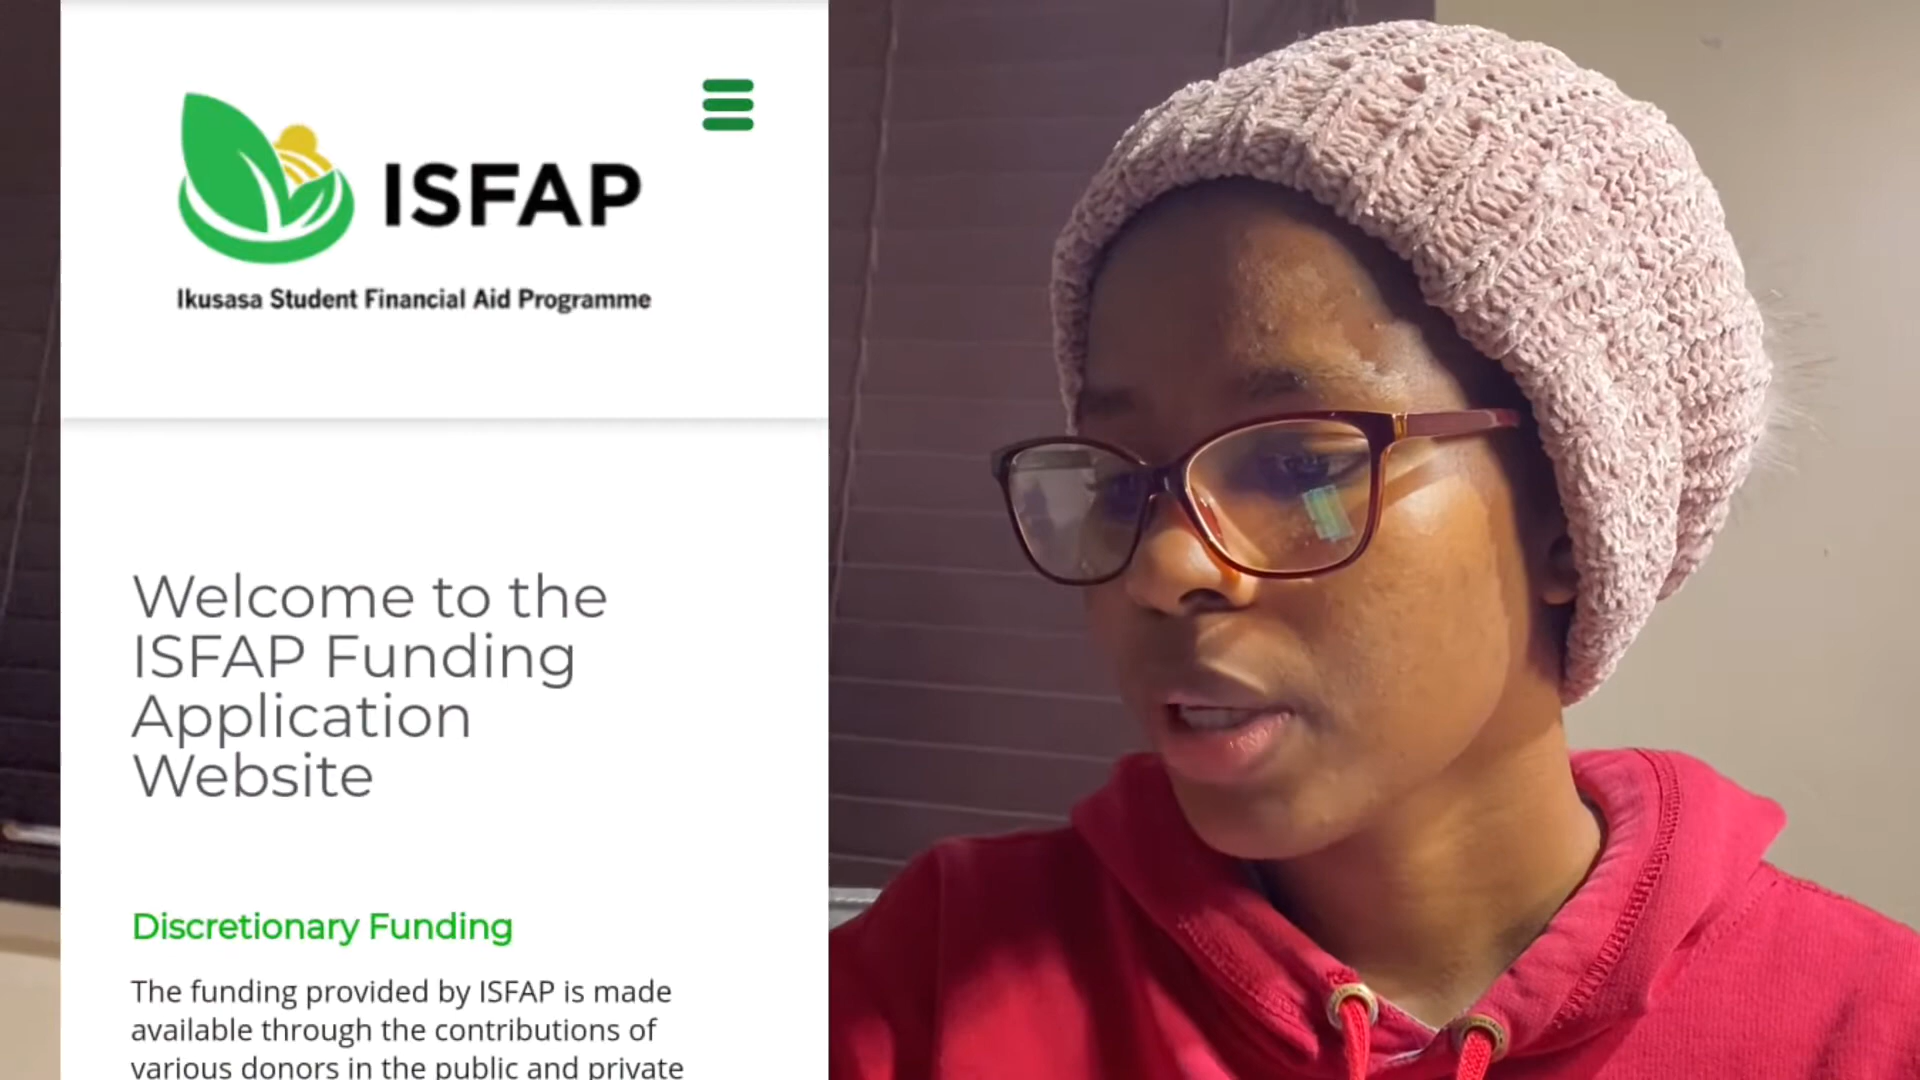 ISFAP
Ikusasa Student Financial Aid Programme
Welcome to the
ISFAP Funding
Application
Website
Discretionary Funding
The funding provided by ISFAP is made
available through the contributions of
various donors in the public and private